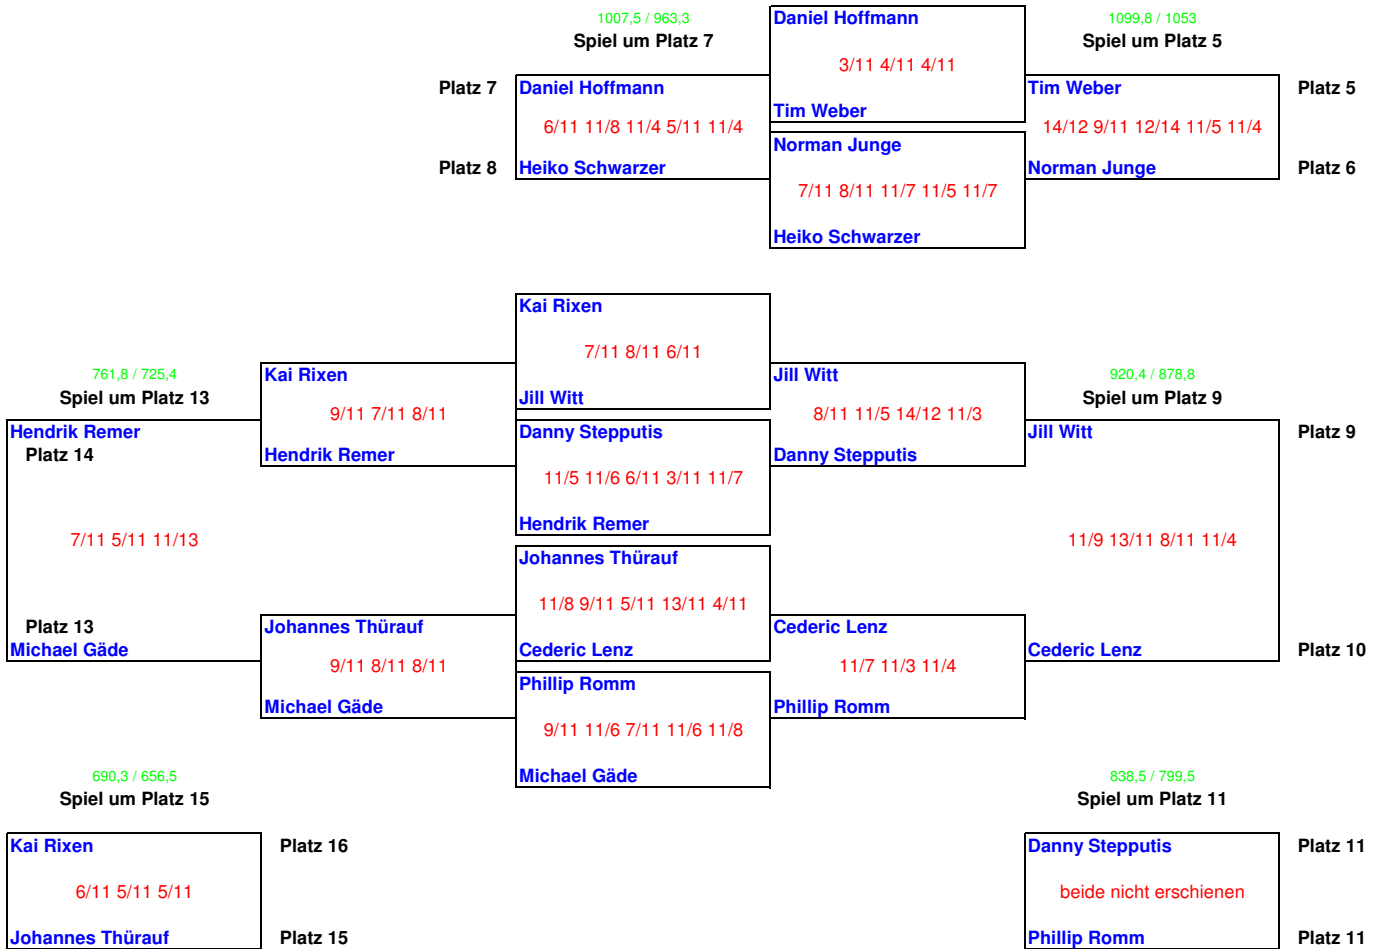 1007,5 / 963,3
Spiel um Platz 7
Daniel Hoffmann
1099,8 / 1053
Spiel um Platz 5
3/11 4/11 4/11
Platz 7
Daniel Hoffmann
Tim Weber
Platz 5
6/11 11/8 11/4 5/11 11/4
Tim Weber
14/12 9/11 12/14 11/5 11/4
Norman Junge
Platz 8
Heiko Schwarzer
Norman Junge
Platz 6
7/11 8/11 11/7 11/5 11/7
Heiko Schwarzer
Kai Rixen
7/11 8/11 6/11
761,8 / 725,4
Spiel um Platz 13
Kai Rixen
Jill Witt
Jill Witt
920,4 / 878,8
Spiel um Platz 9
9/11 7/11 8/11
8/11 11/5 14/12 11/3
Hendrik Remer
Danny Stepputis
Jill Witt
Platz 9
Platz 14
Hendrik Remer
Danny Stepputis
11/5 11/6 6/11 3/11 11/7
Hendrik Remer
7/11 5/11 11/13
11/9 13/11 8/11 11/4
Johannes Thürauf
11/8 9/11 5/11 13/11 4/11
Platz 13
Johannes Thürauf
Cederic Lenz
Michael Gäde
Cederic Lenz
Cederic Lenz
Platz 10
9/11 8/11 8/11
11/7 11/3 11/4
Phillip Romm
Michael Gäde
Phillip Romm
9/11 11/6 7/11 11/6 11/8
Michael Gäde
690,3 / 656,5
Spiel um Platz 15
838,5 / 799,5
Spiel um Platz 11
Kai Rixen
Platz 16
Danny Stepputis
Platz 11
6/11 5/11 5/11
beide nicht erschienen
Johannes Thürauf
Platz 15
Phillip Romm
Platz 11